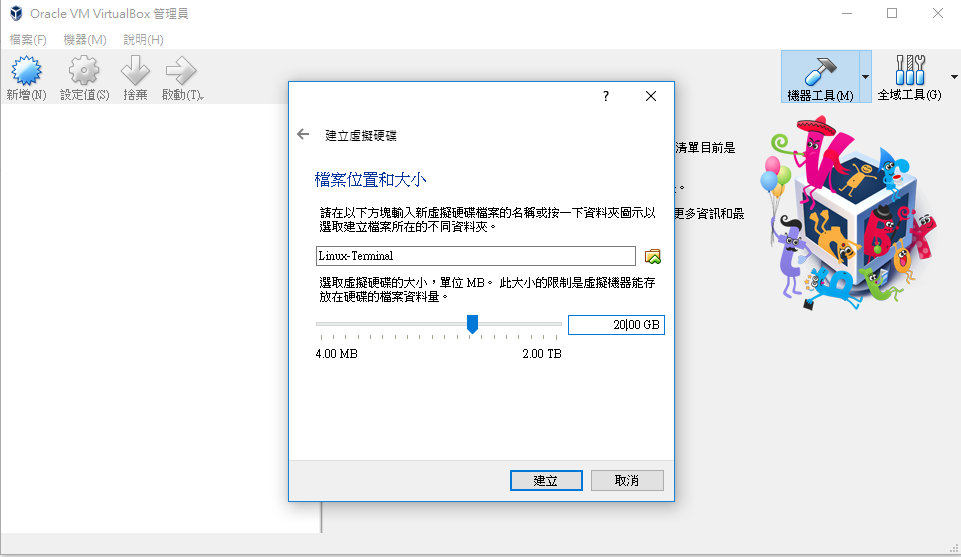 Oracle VM VirtualBox 管理員
檔案(F) 機器(M) 說明(H)
新增(N) 設定值(S) 捨棄 啟動(T)
機器工具(M) 全域工具(G)
清單目前是
。
更多資訊和最
?
建立虛擬硬碟
檔案位置和大小
請在以下方塊輸入新虛擬硬碟檔案的名稱或按一下資料夾圖示以
選取建立檔案所在的不同資料夾。
Linux-Terminal
選取虛擬硬碟的大小，單位 MB。 此大小的限制是虛擬機器能存
放在硬碟的檔案資料量。
20.00 GB
4.00 MB 2.00 TB
建立 取消